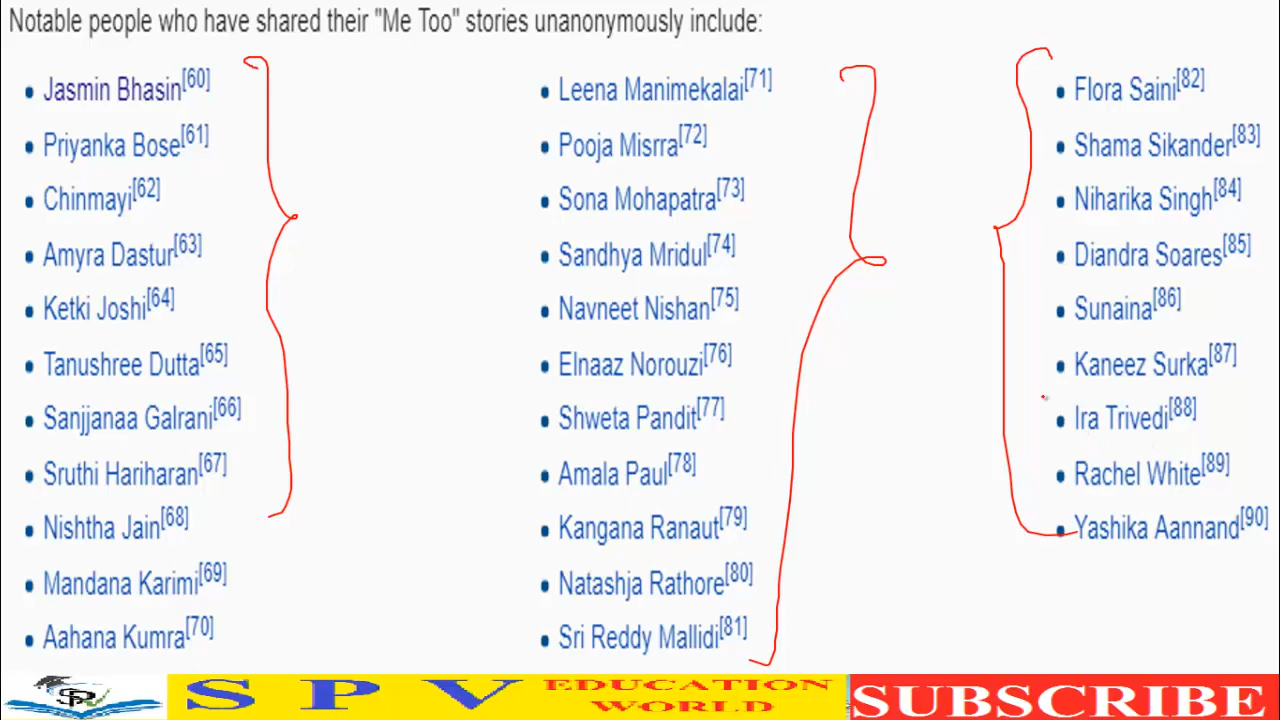 Notable people who have shared their "Me Too" stories unanonymously include:
Jasmin Bhasin[60]
Priyanka Bose[61]
Chinmayi[62]
Amyra Dastur[63]
Ketki Joshi[64]
Tanushree Dutta[65]
Sanjjanaa Galrani[66]
Sruthi Hariharan[67]
Nishtha Jain[68]
Mandana Karimi[69]
Aahana Kumra[70]
Leena Manimekalai[71]
Pooja Misrra[72]
Sona Mohapatra[73]
Sandhya Mridul[74]
Navneet Nishan[75]
Elnaaz Norouzi[76]
Shweta Pandit[77]
Amala Paul[78]
Kangana Ranaut[79]
Natashja Rathore[80]
Sri Reddy Mallidi[81]
Flora Saini[82]
Shama Sikander[83]
Niharika Singh[84]
Diandra Soares[85]
Sunaina[86]
Kaneez Surka[87]
Ira Trivedi[88]
Rachel White[89]
Yashika Aannand[90]
SPV
S P V
EDUCATION
WORLD
SUBSCRIBE